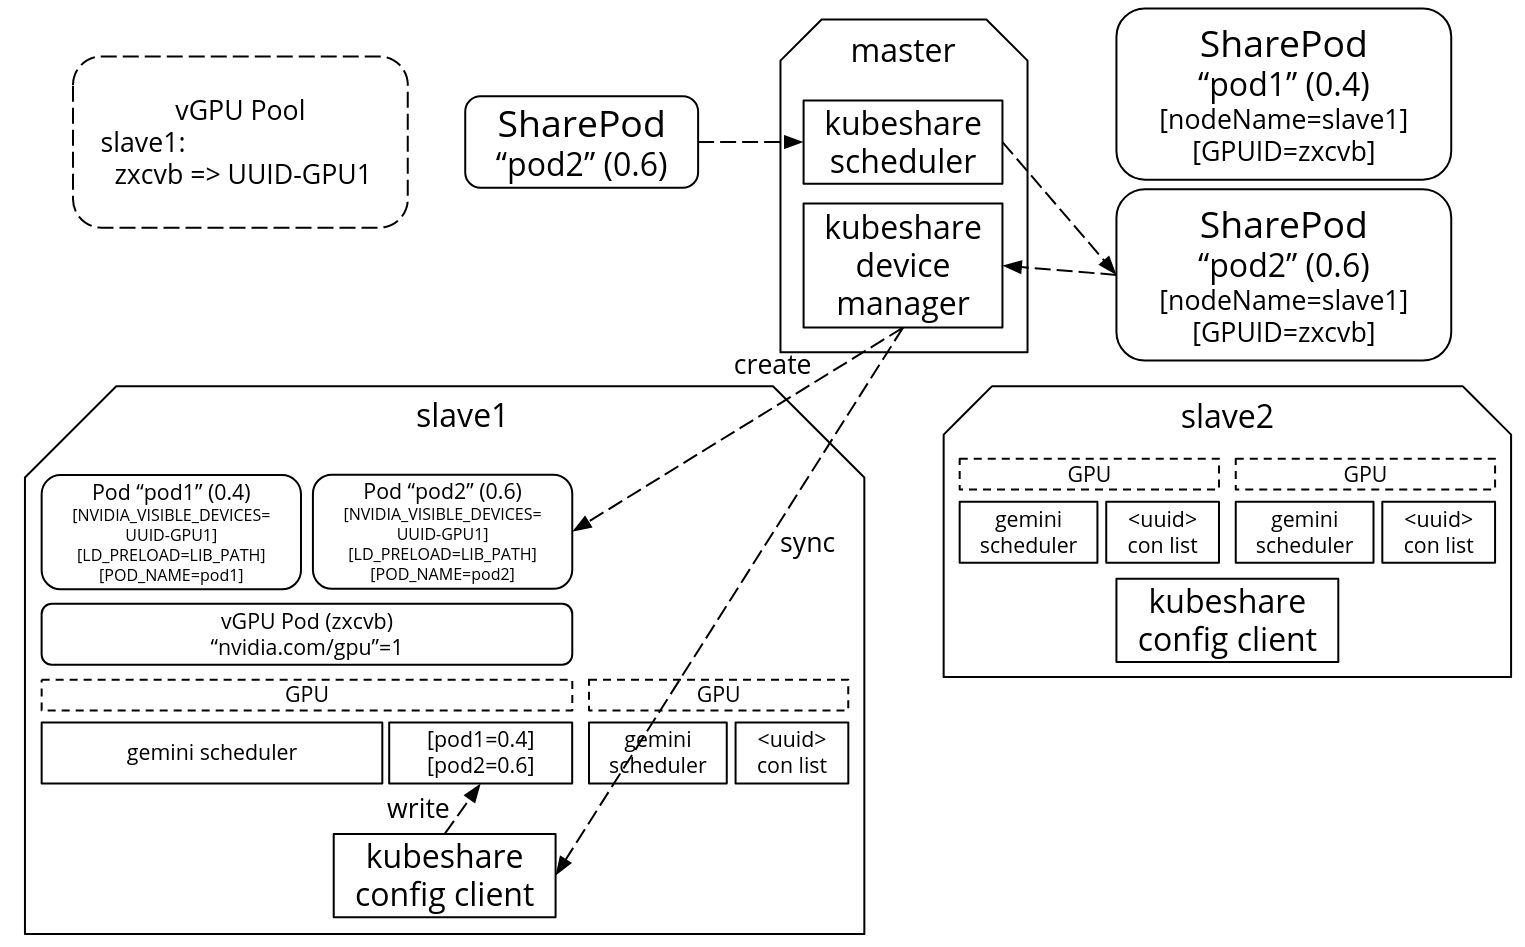 vGPU Pool
slave1:
zxcvb => UUID-GPU1
SharePod
“pod2” (0.6)
master
kubeshare
scheduler
kubeshare
device
manager
SharePod
“pod1” (0.4)
[nodeName=slave1]
[GPUID=zxcvb]
SharePod
“pod2” (0.6)
[nodeName=slave1]
[GPUID=zxcvb]
create
sync
slave1
Pod “pod1” (0.4)
[NVIDIA_VISIBLE_DEVICES=
UUID-GPU1]
[LD_PRELOAD=LIB_PATH]
[POD_NAME=pod1]
Pod “pod2” (0.6)
[NVIDIA_VISIBLE_DEVICES=
UUID-GPU1]
[LD_PRELOAD=LIB_PATH]
[POD_NAME=pod2]
vGPU Pod (zxcvb)
“nvidia.com/gpu”=1
GPU
gemini scheduler
[pod1=0.4]
[pod2=0.6]
GPU
gemini
scheduler
<uuid>
con list
write
kubeshare
config client
slave2
GPU
gemini
scheduler
<uuid>
con list
GPU
gemini
scheduler
<uuid>
con list
kubeshare
config client